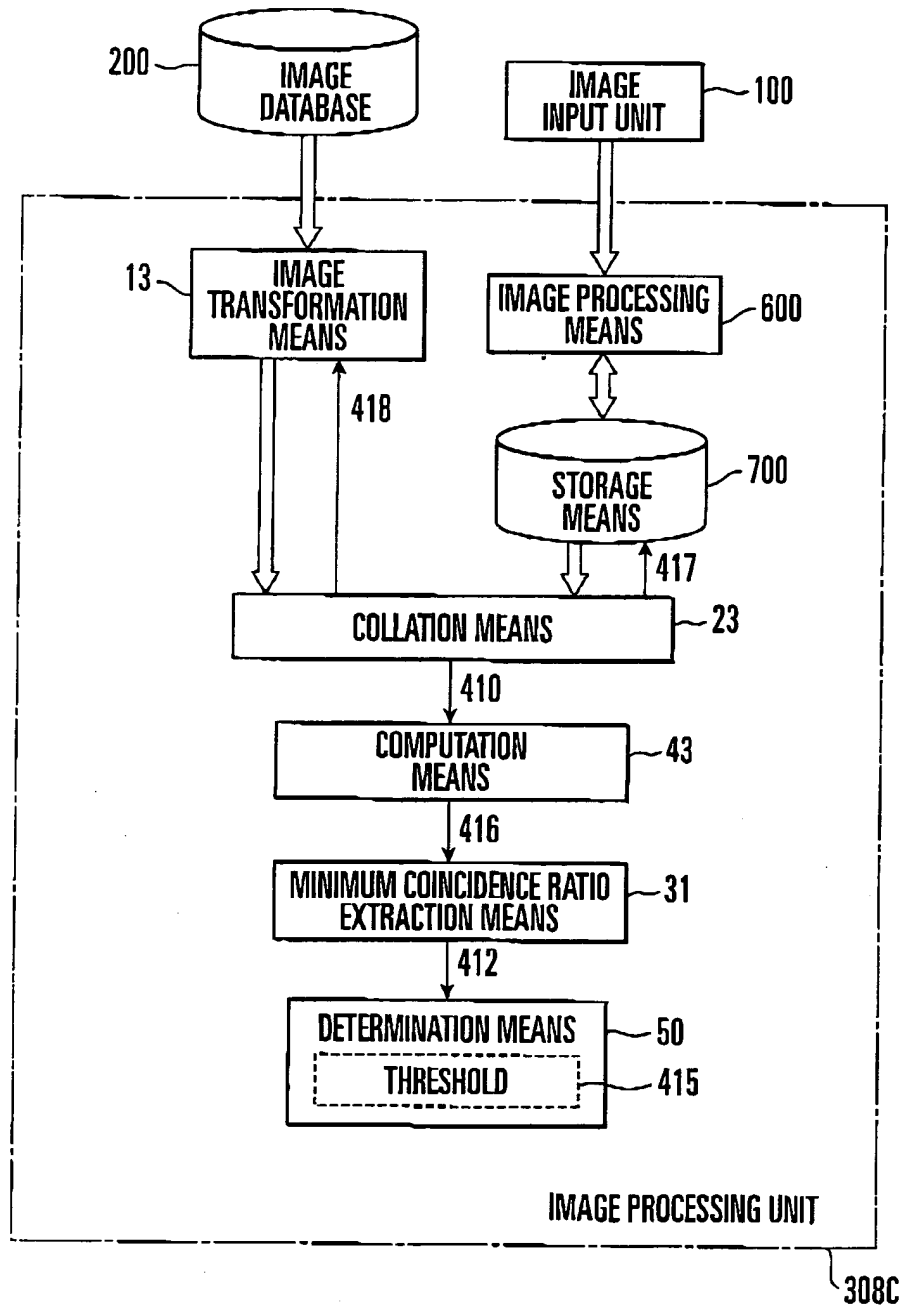 200
IMAGE
DATABASE
IMAGE
INPUT UNIT
100
13
IMAGE
TRANSFORMATION
MEANS
IMAGE PROCESSING
MEANS
600
418
STORAGE
MEANS
700
417
COLLATION MEANS
23
410
COMPUTATION
MEANS
43
416
MINIMUM COINCIDENCE RATIO
EXTRACTION MEANS
31
412
DETERMINATION MEANS
50
THRESHOLD
415
IMAGE PROCESSING UNIT
308C